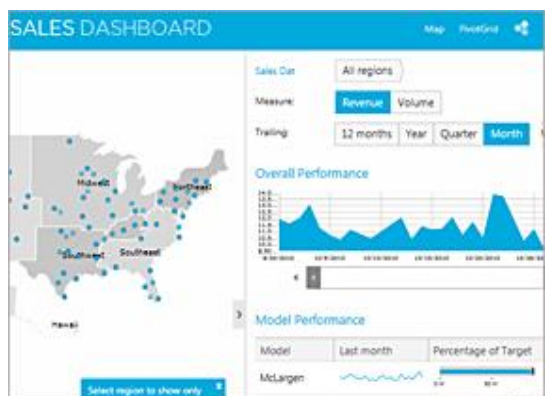 SALES DASHBOARD
Map PivotGrid
Sales Dat All regions
Measure: Revenue Volume
Trailing: 12 months Year Quarter Month
Overall Performance
Midwest
Northeast
Southwest
Southeast
Hawaii
Model Performance
Model Last month Percentage of Target
McLargen
Select region to show only